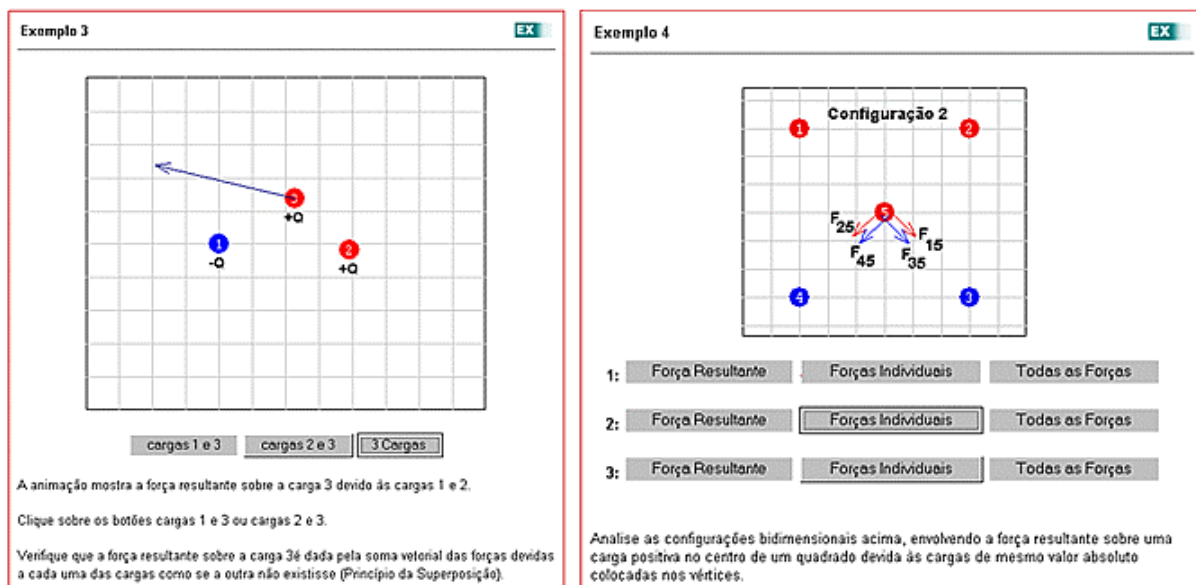 Exemplo 3
EX
3
+Q
1
-Q
2
+Q
cargas 1 e 3
cargas 2 e 3
3 Cargas
A animação mostra a força resultante sobre a carga 3 devido às cargas 1 e 2.
Clique sobre os botões cargas 1 e 3 ou cargas 2 e 3.
Verifique que a força resultante sobre a carga 3é dada pela soma vetorial das forças devidas
a cada uma das cargas como se a outra não existisse (Princípio da Superposição).
Exemplo 4
EX
Configuração 2
1
2
5
F25
F15
F45
F35
4
3
1: Força Resultante Forças Individuais Todas as Forças
2: Força Resultante Forças Individuais Todas as Forças
3: Força Resultante Forças Individuais Todas as Forças
Analise as configurações bidimensionais acima, envolvendo a força resultante sobre uma
carga positiva no centro de um quadrado devida às cargas de mesmo valor absoluto
colocadas nos vértices.